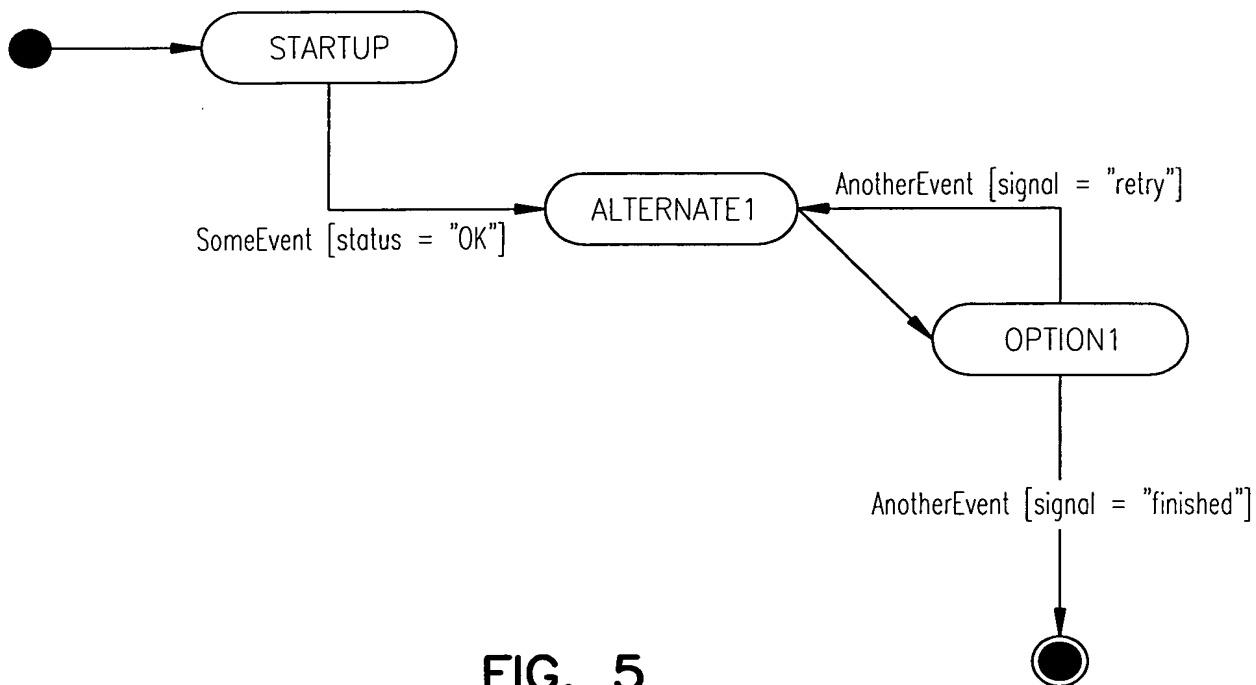 STARTUP
AnotherEvent [signal = "retry"]
ALTERNATE1
SomeEvent [status = "OK"]
OPTION1
AnotherEvent [signal = "finished"]
FIG. 5